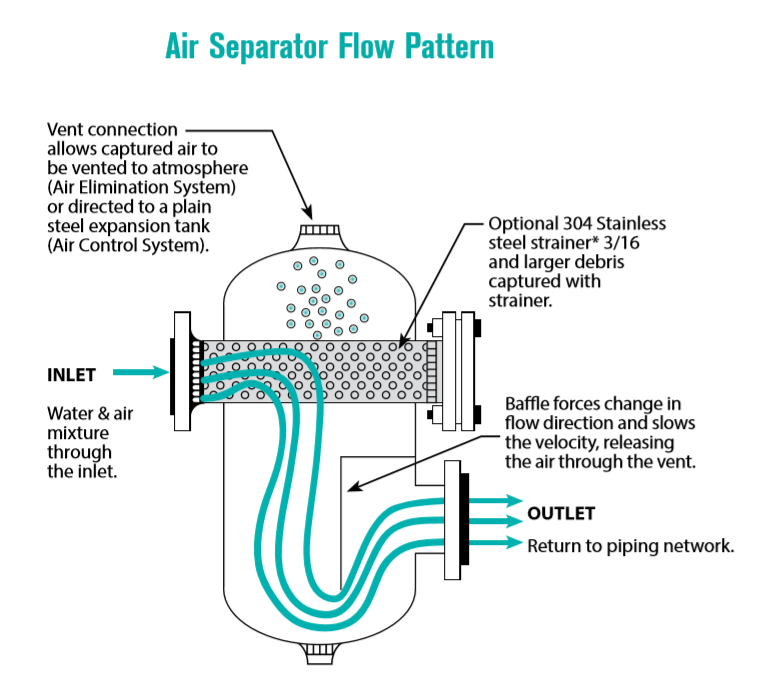 Air Separator Flow Pattern
Vent connection
allows captured air to
be vented to atmosphere
(Air Elimination System)
or directed to a plain
steel expansion tank
(Air Control System).
Optional 304 Stainless
steel strainer* 3/16
and larger debris
captured with
strainer.
INLET
Water & air
mixture
through
the inlet.
Baffle forces change in
flow direction and slows
the velocity, releasing
the air through the vent.
OUTLET
Return to piping network.